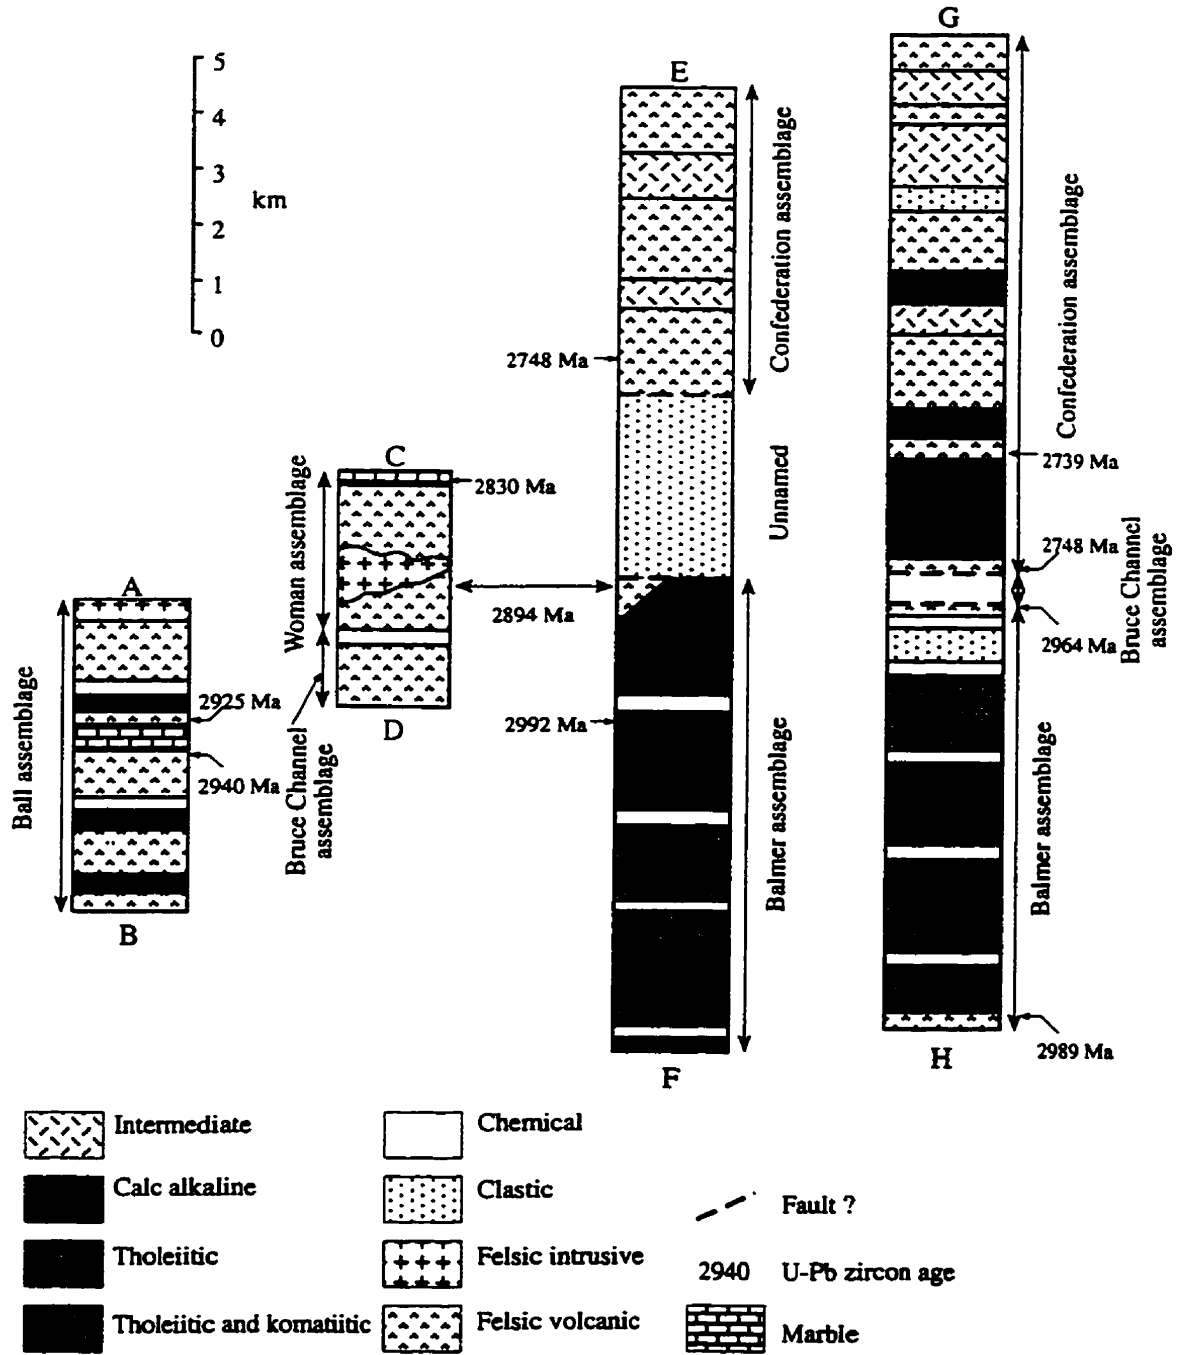 G
5
4
3
km
2
1
0
E
Confederation assemblage
2748 Ma
Unnamed
2992 Ma
Balmer assemblage
F
Confederation assemblage
2739 Ma
2748 Ma
Bruce Channel
assemblage
2964 Ma
Balmer assemblage
2989 Ma
H
C
2830 Ma
Woman assemblage
2894 Ma
D
Bruce Channel
assemblage
A
Ball assemblage
2925 Ma
2940 Ma
B
Intermediate
Calc alkaline
Tholeiitic
Tholeiitic and komatiitic
Chemical
Clastic
Felsic intrusive
Felsic volcanic
Fault ?
2940 U-Pb zircon age
Marble